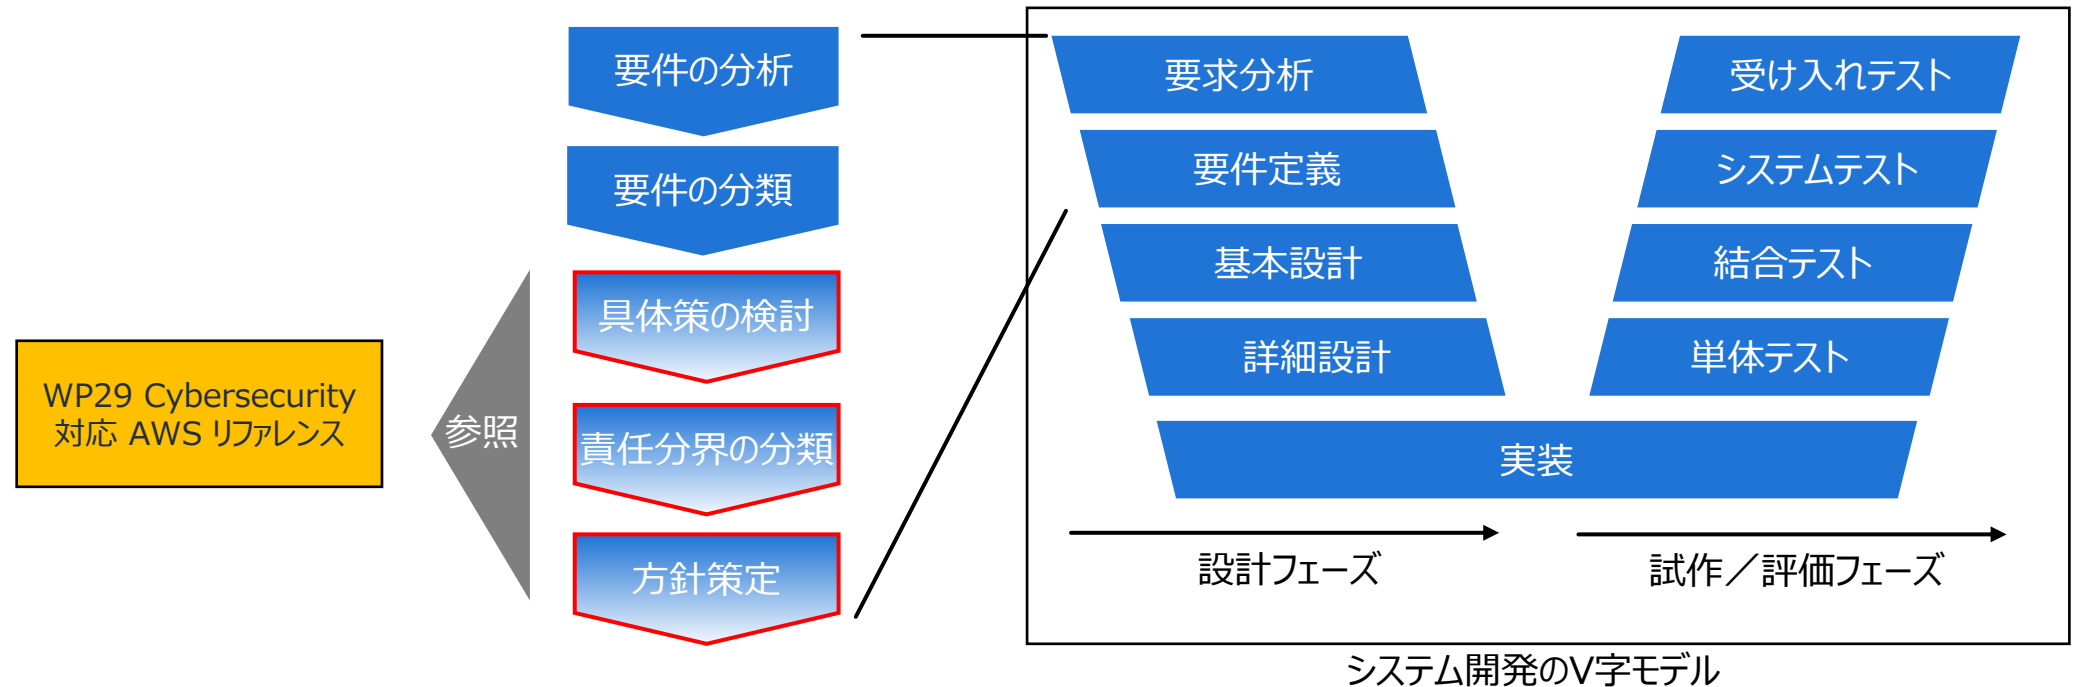 WP29 Cybersecurity
対応 AWS リファレンス
参照
要件の分析
要件の分類
具体策の検討
責任分界の分類
方針策定
要求分析
要件定義
基本設計
詳細設計
実装
受け入れテスト
システムテスト
結合テスト
単体テスト
設計フェーズ
試作／評価フェーズ
システム開発のV字モデル